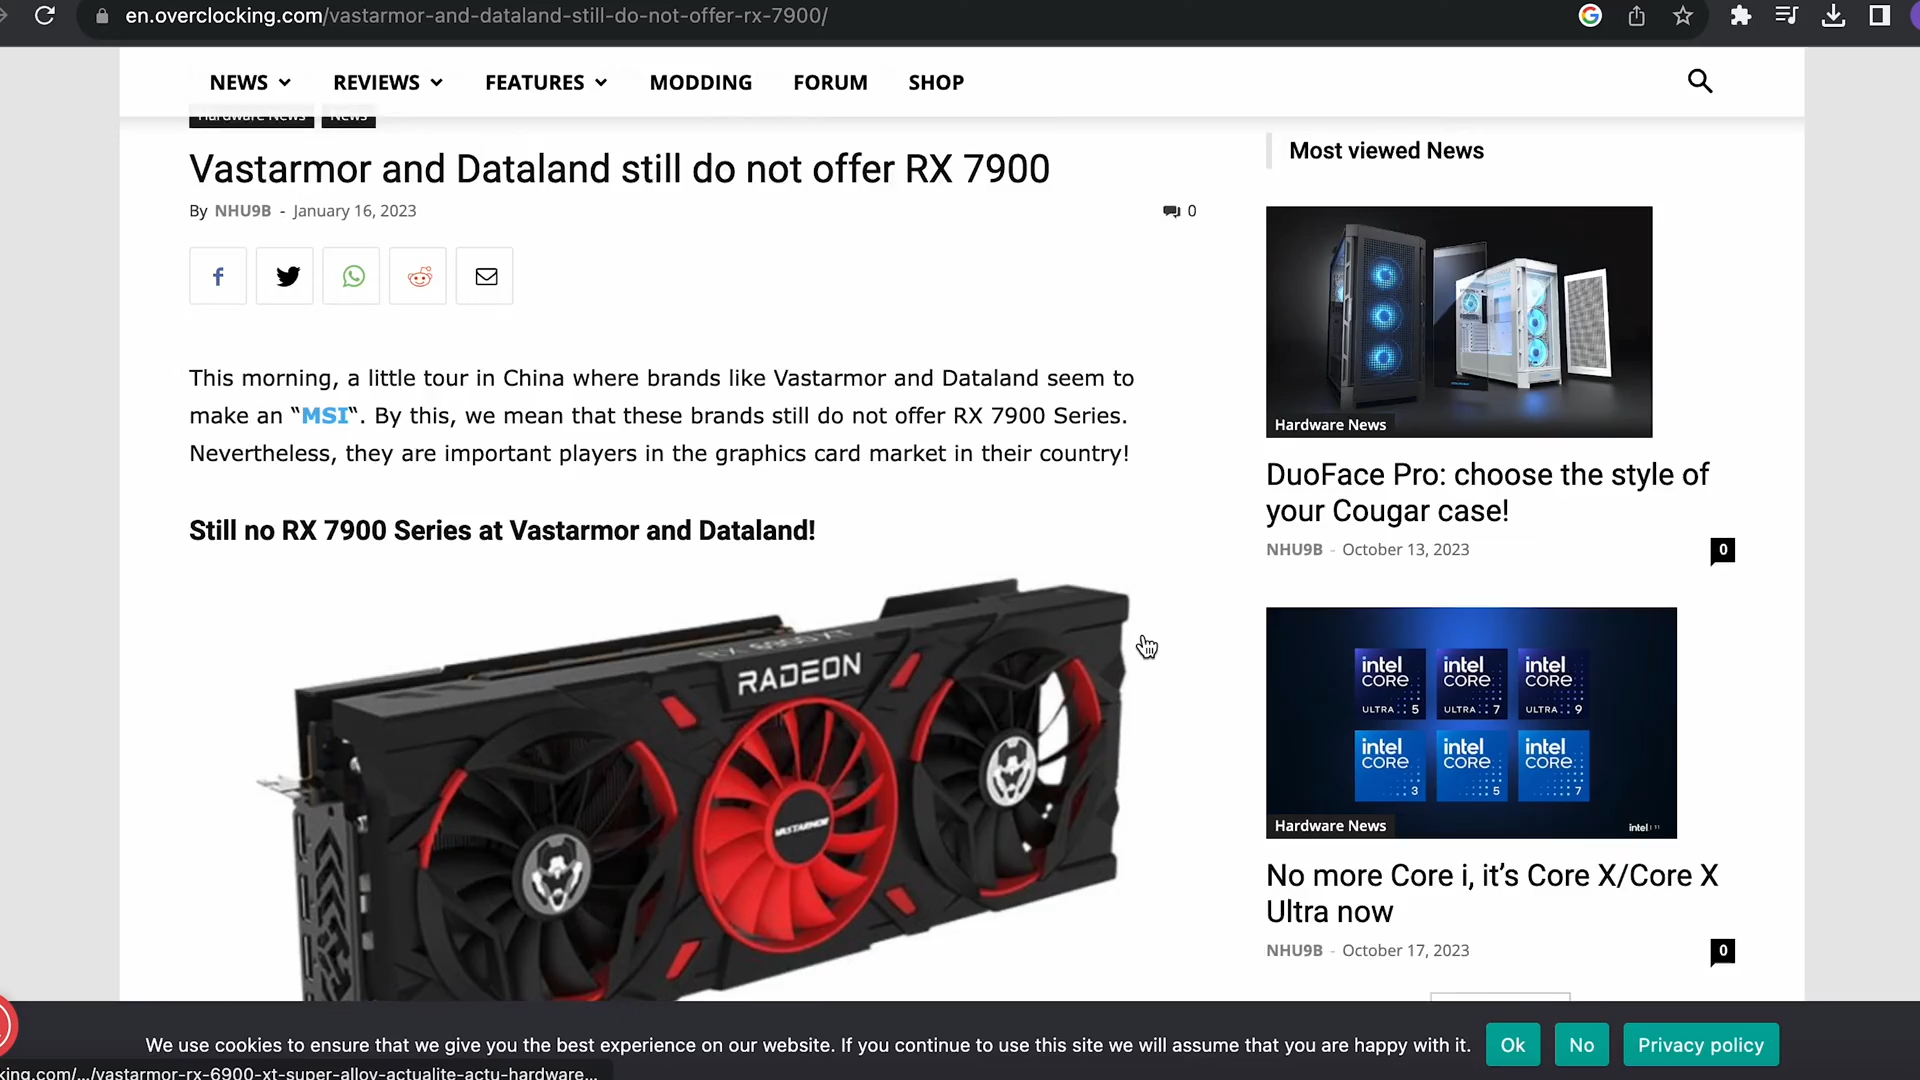 en.overclocking.com/vastarmor-and-dataland-still-do-not-offer-rx-7900/
NEWS
REVIEWS
FEATURES
MODDING
FORUM
SHOP
Hardware News
News
Vastarmor and Dataland still do not offer RX 7900
By NHU9B - January 16, 2023
0
This morning, a little tour in China where brands like Vastarmor and Dataland seem to
make an “MSI“. By this, we mean that these brands still do not offer RX 7900 Series.
Nevertheless, they are important players in the graphics card market in their country!
Still no RX 7900 Series at Vastarmor and Dataland!
RX 6900 XT
RADEON
VASTARMOR
Most viewed News
Hardware News
DuoFace Pro: choose the style of
your Cougar case!
NHU9B - October 13, 2023
0
intel CORE ULTRA 5
intel CORE ULTRA 7
intel CORE ULTRA 9
intel CORE 3
intel CORE 5
intel CORE 7
Hardware News
intel
No more Core i, it’s Core X/Core X
Ultra now
NHU9B - October 17, 2023
0
We use cookies to ensure that we give you the best experience on our website. If you continue to use this site we will assume that you are happy with it.
Ok
No
Privacy policy
king.com/.../vastarmor-rx-6900-xt-super-alloy-actualite-actu-hardware...